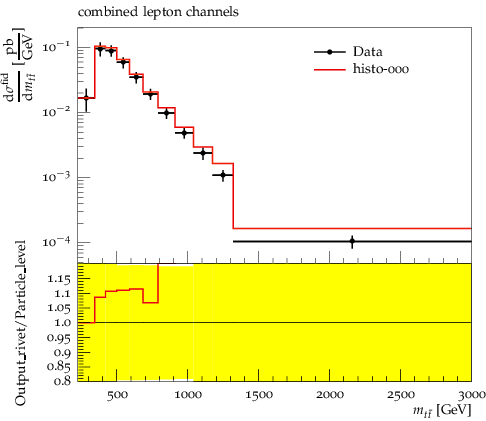 combined lepton channels
dσ^fid / dm_tt̄ [pb / GeV]
Data
histo-000
10^−1
10^−2
10^−3
10^−4
Output_rivet/Particle_level
1.15
1.1
1.05
1.0
0.95
0.9
0.85
0.8
500 1000 1500 2000 2500 3000
m_tt̄ [GeV]